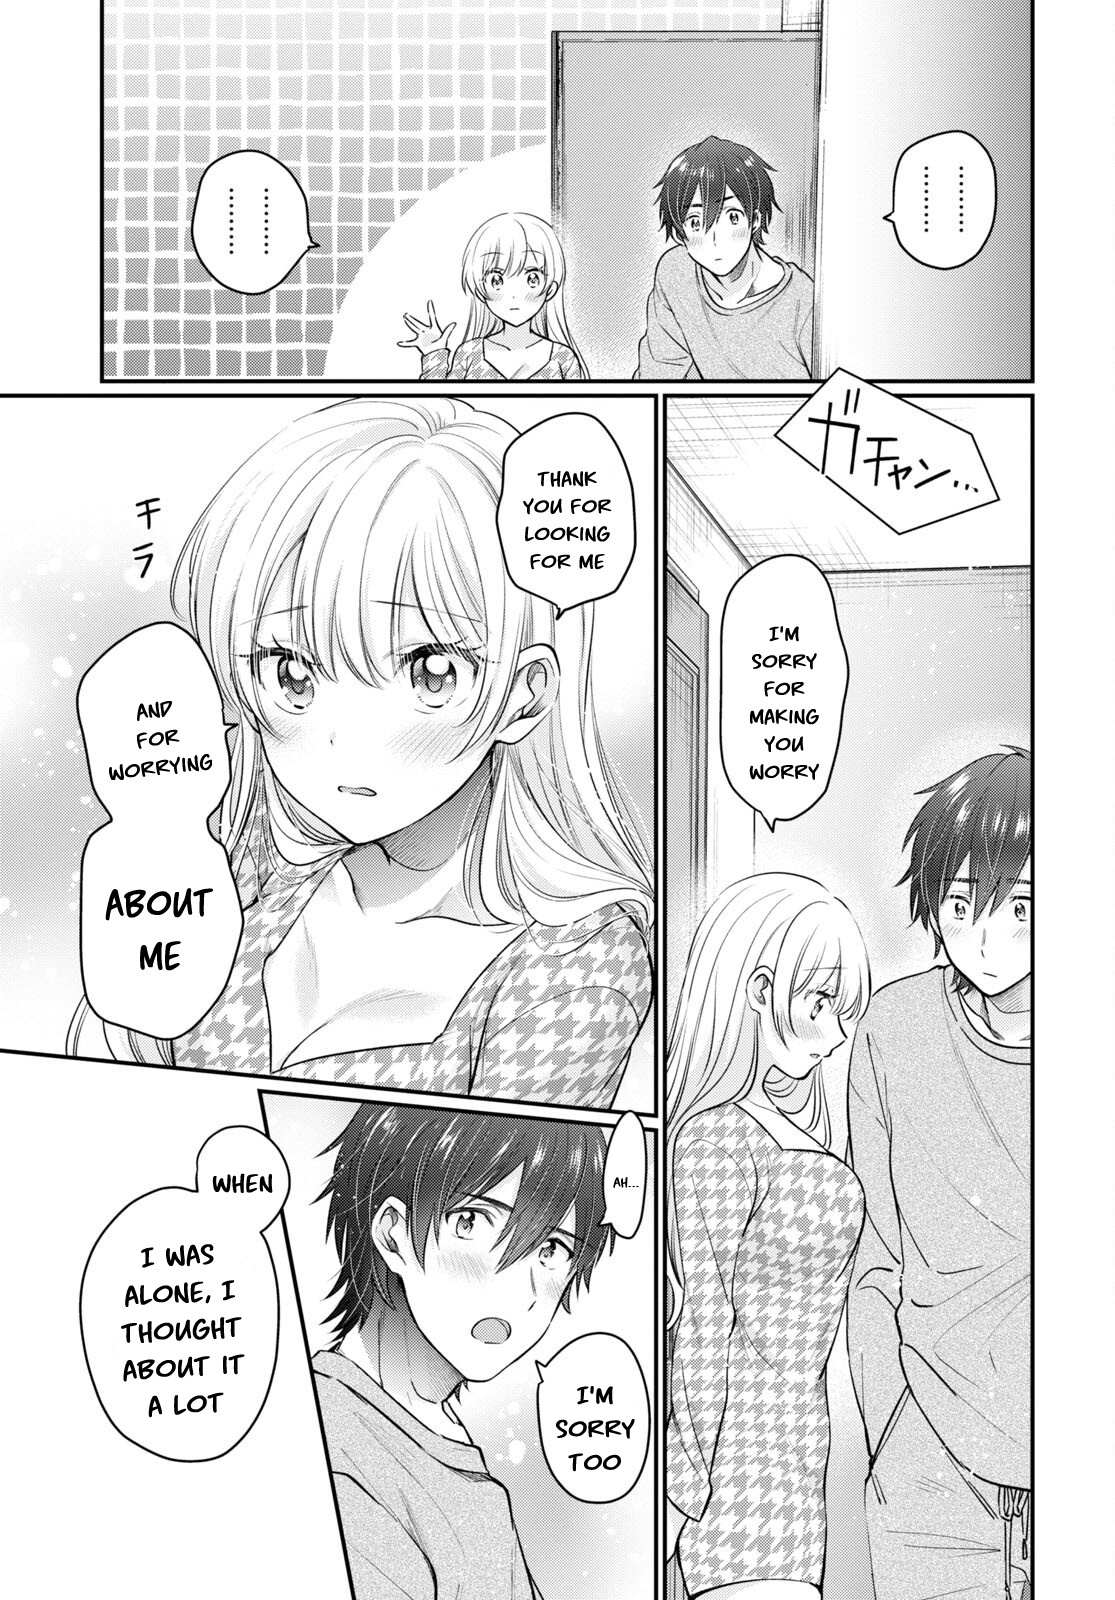 ………
………
………
………
ガチャン…
I'M
SORRY
FOR
MAKING
YOU
WORRY
THANK
YOU FOR
LOOKING
FOR ME
チラ
AND
FOR
WORRYING
ABOUT
ME
AH...
I'M
SORRY
TOO
WHEN
I WAS
ALONE, I
THOUGHT
ABOUT IT
A LOT